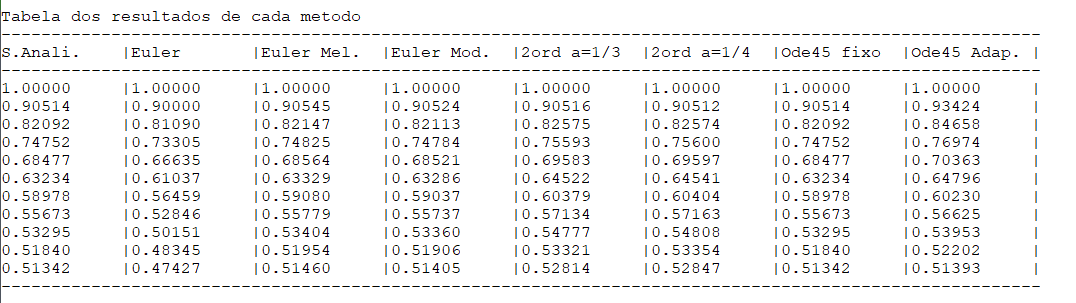 Tabela dos resultados de cada metodo
--------------------------------------------------------------------------------------------------------
S.Anali.    |Euler       |Euler Mel.  |Euler Mod.  |2ord a=1/3  |2ord a=1/4  |Ode45 fixo  |Ode45 Adap. |
--------------------------------------------------------------------------------------------------------
1.00000     |1.00000     |1.00000     |1.00000     |1.00000     |1.00000     |1.00000     |1.00000     |
0.90514     |0.90000     |0.90545     |0.90524     |0.90516     |0.90512     |0.90514     |0.93424     |
0.82092     |0.81090     |0.82147     |0.82113     |0.82575     |0.82574     |0.82092     |0.84658     |
0.74752     |0.73305     |0.74825     |0.74784     |0.75593     |0.75600     |0.74752     |0.76974     |
0.68477     |0.66635     |0.68564     |0.68521     |0.69583     |0.69597     |0.68477     |0.70363     |
0.63234     |0.61037     |0.63329     |0.63286     |0.64522     |0.64541     |0.63234     |0.64796     |
0.58978     |0.56459     |0.59080     |0.59037     |0.60379     |0.60404     |0.58978     |0.60230     |
0.55673     |0.52846     |0.55779     |0.55737     |0.57134     |0.57163     |0.55673     |0.56625     |
0.53295     |0.50151     |0.53404     |0.53360     |0.54777     |0.54808     |0.53295     |0.53953     |
0.51840     |0.48345     |0.51954     |0.51906     |0.53321     |0.53354     |0.51840     |0.52202     |
0.51342     |0.47427     |0.51460     |0.51405     |0.52814     |0.52847     |0.51342     |0.51393     |
--------------------------------------------------------------------------------------------------------